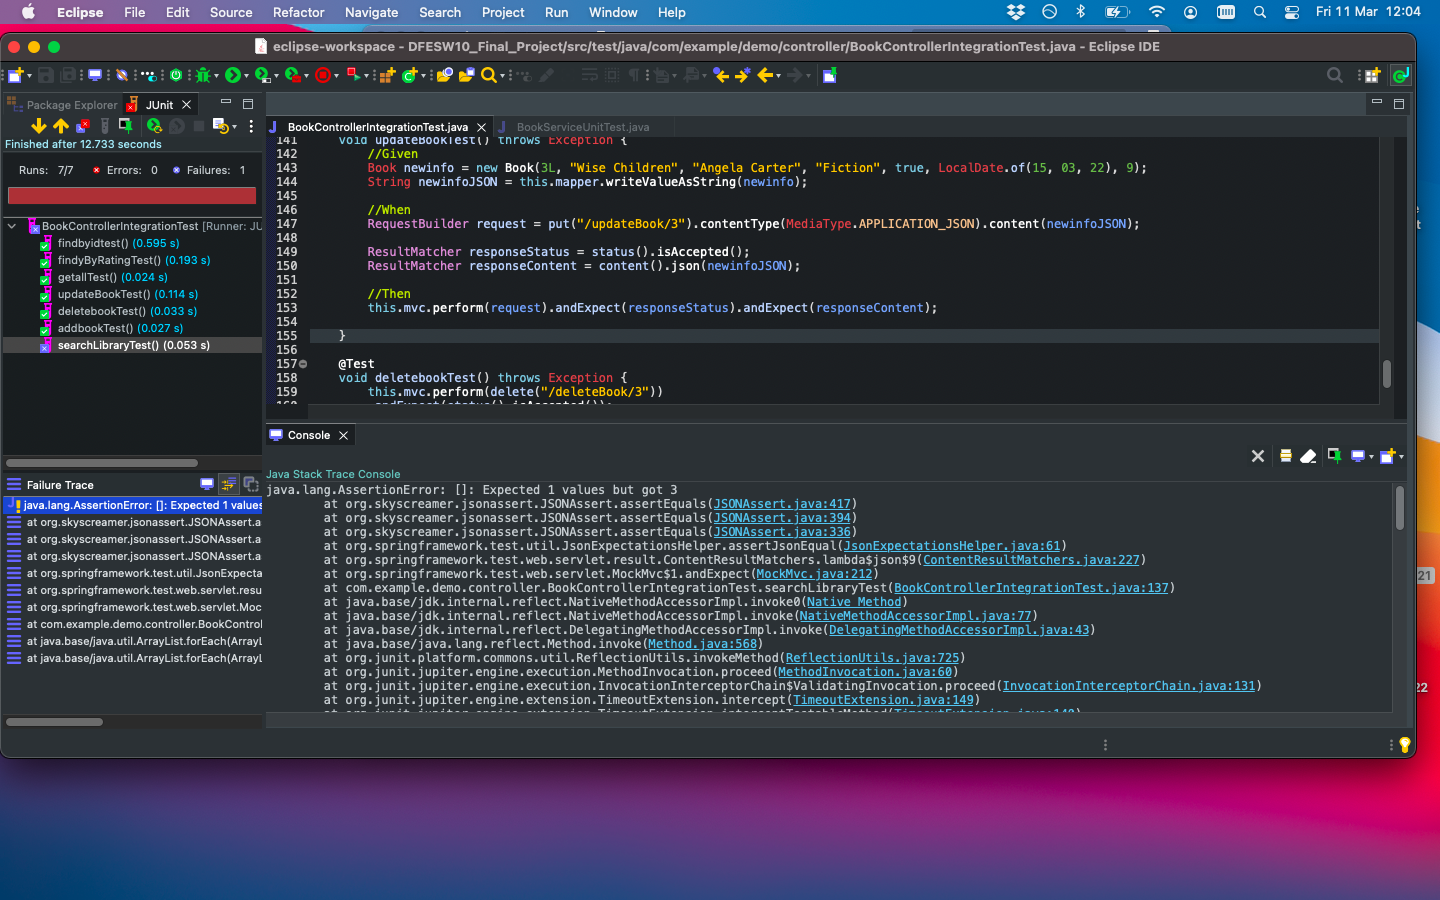 Eclipse File Edit Source Refactor Navigate Search Project Run Window Help Fri 11 Mar 12:04
eclipse-workspace - DFESW10_Final_Project/src/test/java/com/example/demo/controller/BookControllerIntegrationTest.java - Eclipse IDE
Package Explorer JUnit
Finished after 12.733 seconds
Runs: 7/7 Errors: 0 Failures: 1
BookControllerIntegrationTest [Runner: JU
findbyidtest() (0.595 s)
findyByRatingTest() (0.193 s)
getallTest() (0.024 s)
updateBookTest() (0.114 s)
deletebookTest() (0.033 s)
addbookTest() (0.027 s)
searchLibraryTest() (0.053 s)
Failure Trace
java.lang.AssertionError: []: Expected 1 values
at org.skyscreamer.jsonassert.JSONAssert.a
at org.skyscreamer.jsonassert.JSONAssert.a
at org.skyscreamer.jsonassert.JSONAssert.a
at org.springframework.test.util.JsonExpecta
at org.springframework.test.web.servlet.resu
at org.springframework.test.web.servlet.Moc
at com.example.demo.controller.BookControl
at java.base/java.util.ArrayList.forEach(ArrayL
at java.base/java.util.ArrayList.forEach(ArrayL
BookControllerIntegrationTest.java BookServiceUnitTest.java
141 void updateBookTest() throws Exception {
142 //Given
143 Book newinfo = new Book(3L, "Wise Children", "Angela Carter", "Fiction", true, LocalDate.of(15, 03, 22), 9);
144 String newinfoJSON = this.mapper.writeValueAsString(newinfo);
145
146 //When
147 RequestBuilder request = put("/updateBook/3").contentType(MediaType.APPLICATION_JSON).content(newinfoJSON);
148
149 ResultMatcher responseStatus = status().isAccepted();
150 ResultMatcher responseContent = content().json(newinfoJSON);
151
152 //Then
153 this.mvc.perform(request).andExpect(responseStatus).andExpect(responseContent);
154
155 }
156
157 @Test
158 void deletebookTest() throws Exception {
159 this.mvc.perform(delete("/deleteBook/3"))
Console
Java Stack Trace Console
java.lang.AssertionError: []: Expected 1 values but got 3
at org.skyscreamer.jsonassert.JSONAssert.assertEquals(JSONAssert.java:417)
at org.skyscreamer.jsonassert.JSONAssert.assertEquals(JSONAssert.java:394)
at org.skyscreamer.jsonassert.JSONAssert.assertEquals(JSONAssert.java:336)
at org.springframework.test.util.JsonExpectationsHelper.assertJsonEqual(JsonExpectationsHelper.java:61)
at org.springframework.test.web.servlet.result.ContentResultMatchers.lambda$json$9(ContentResultMatchers.java:227)
at org.springframework.test.web.servlet.MockMvc$1.andExpect(MockMvc.java:212)
at com.example.demo.controller.BookControllerIntegrationTest.searchLibraryTest(BookControllerIntegrationTest.java:137)
at java.base/jdk.internal.reflect.NativeMethodAccessorImpl.invoke0(Native Method)
at java.base/jdk.internal.reflect.NativeMethodAccessorImpl.invoke(NativeMethodAccessorImpl.java:77)
at java.base/jdk.internal.reflect.DelegatingMethodAccessorImpl.invoke(DelegatingMethodAccessorImpl.java:43)
at java.base/java.lang.reflect.Method.invoke(Method.java:568)
at org.junit.platform.commons.util.ReflectionUtils.invokeMethod(ReflectionUtils.java:725)
at org.junit.jupiter.engine.execution.MethodInvocation.proceed(MethodInvocation.java:60)
at org.junit.jupiter.engine.execution.InvocationInterceptorChain$ValidatingInvocation.proceed(InvocationInterceptorChain.java:131)
at org.junit.jupiter.engine.extension.TimeoutExtension.intercept(TimeoutExtension.java:149)
21
22